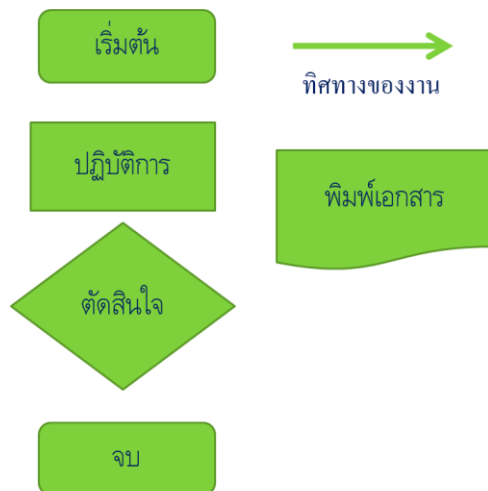 เริ่มต้น
ทิศทางของงาน
ปฏิบัติการ
พิมพ์เอกสาร
ตัดสินใจ
จบ